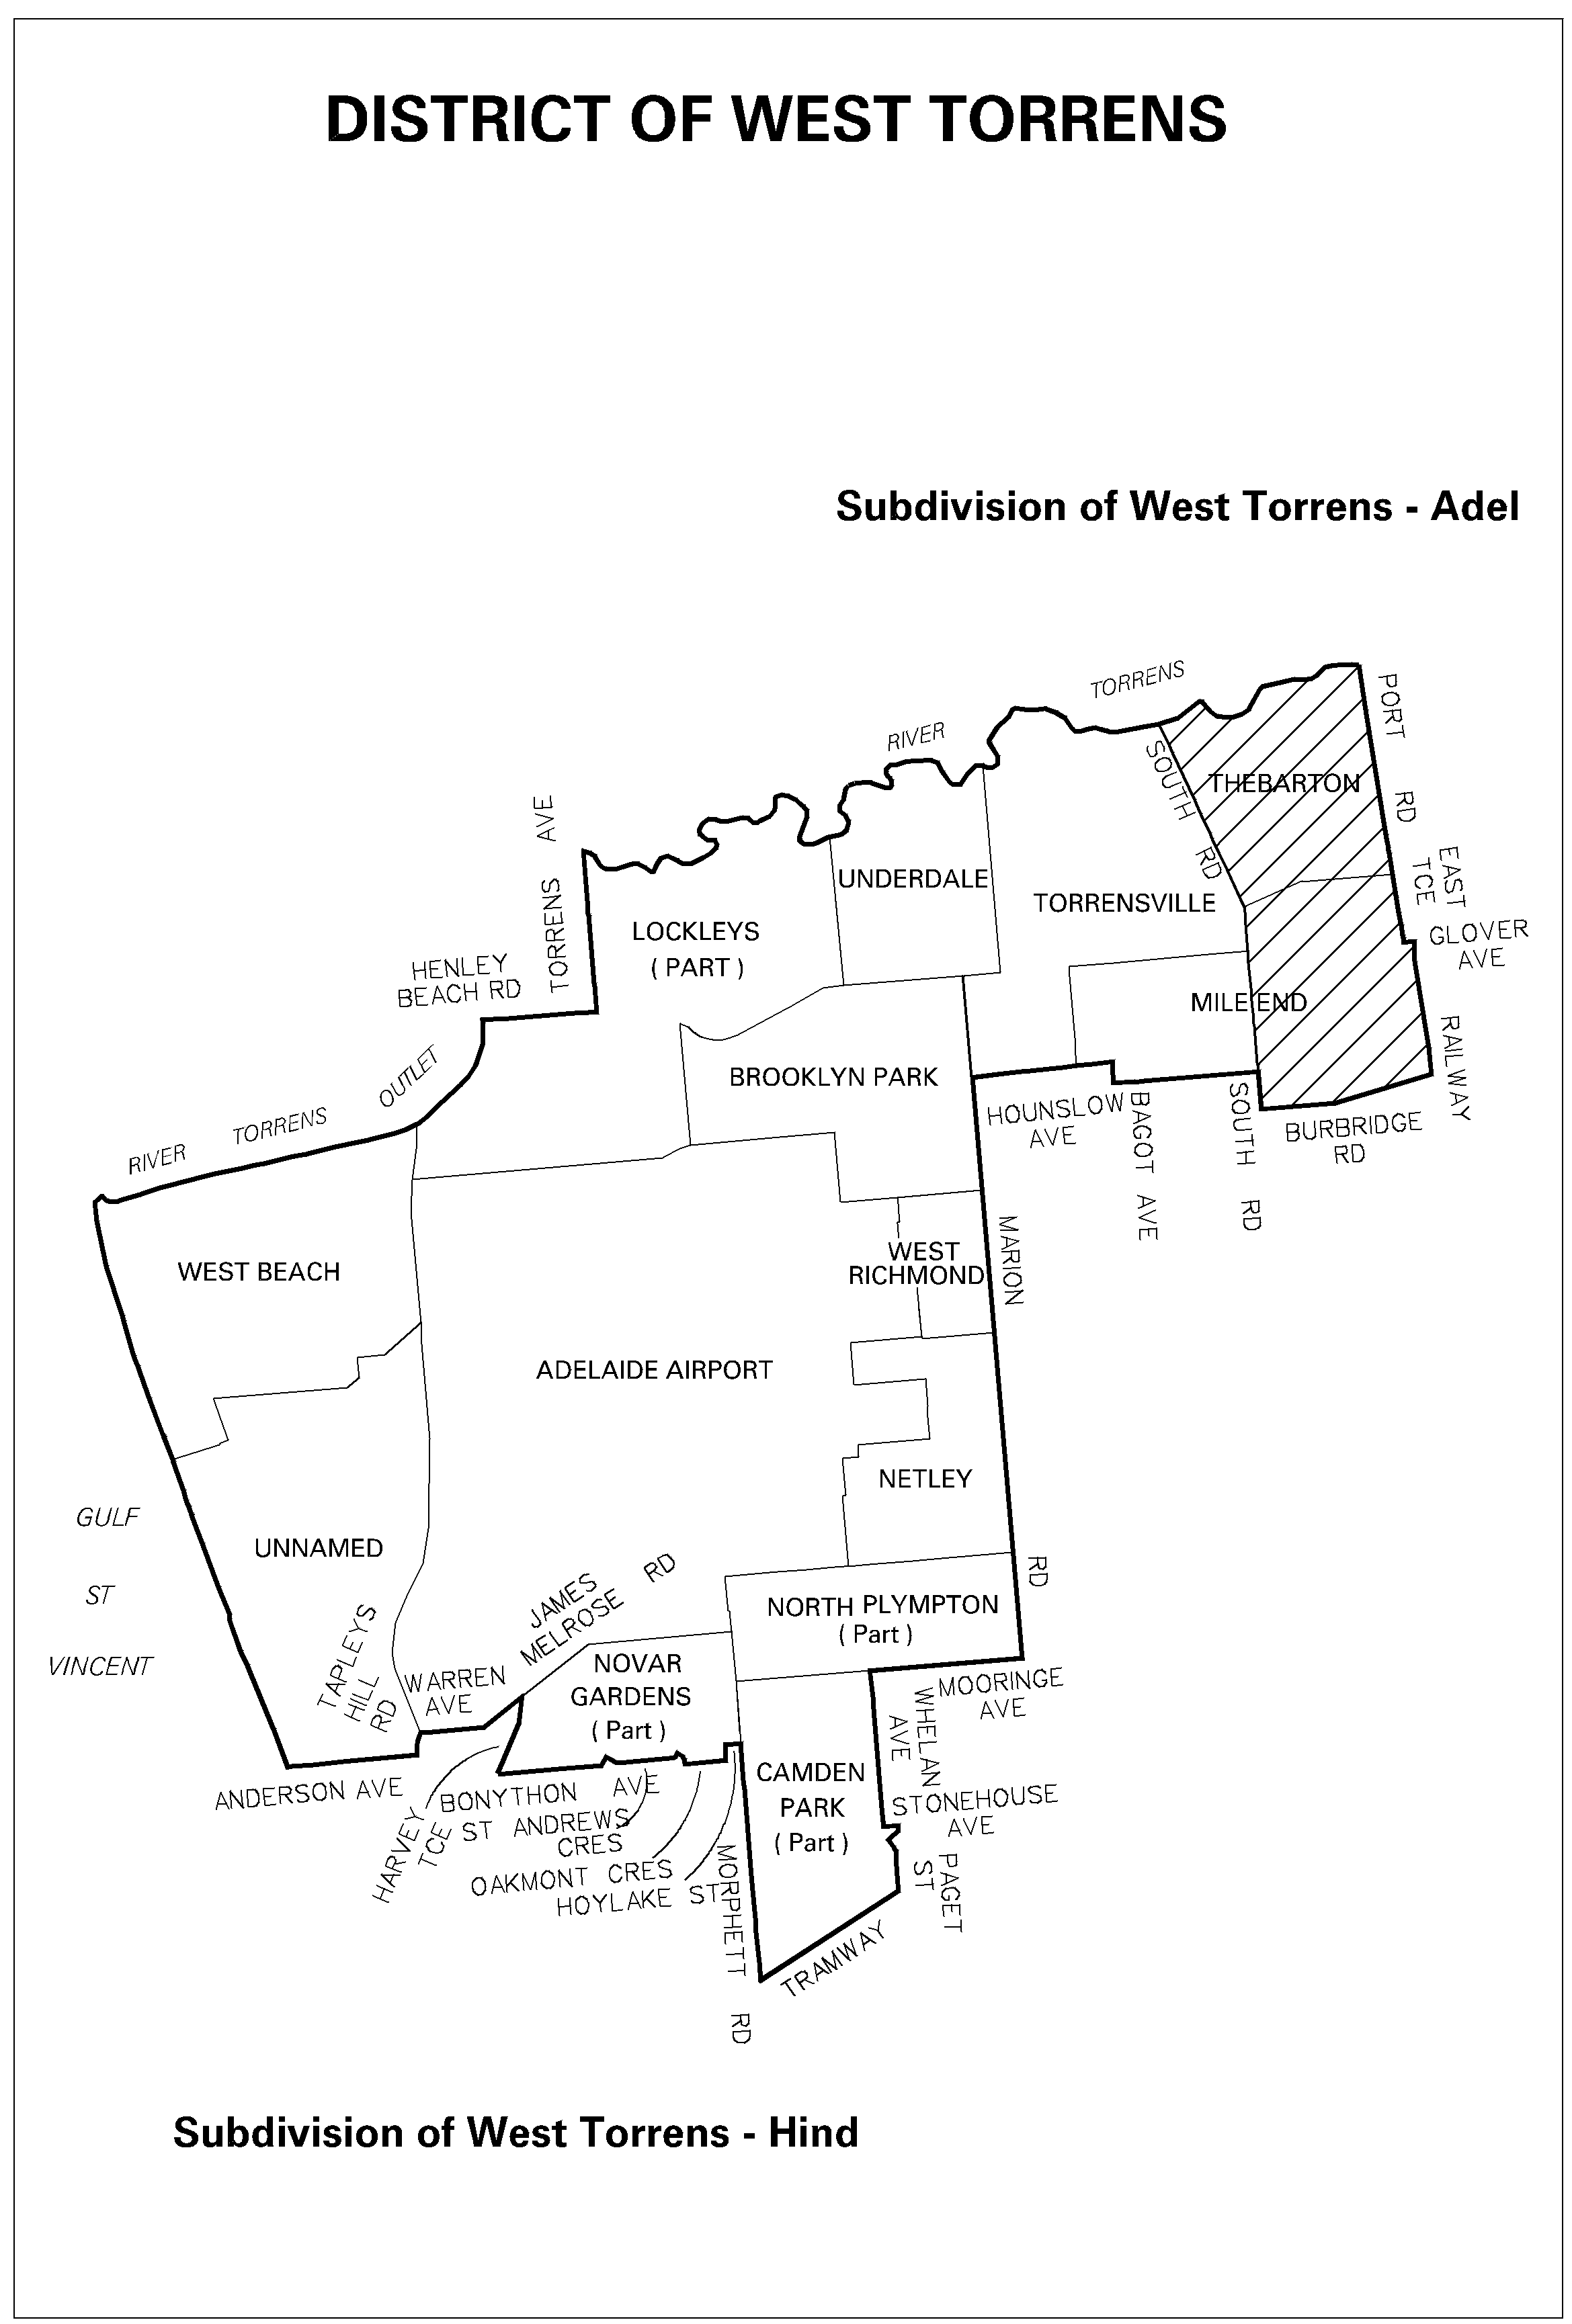 DISTRICT OF WEST TORRENS
Subdivision of West Torrens - Adel
TORRENS
RIVER
PORT
RD
SOUTH
RD
THEBARTON
EAST
TCE
GLOVER
AVE
RAILWAY
TORRENS AVE
UNDERDALE
TORRENSVILLE
LOCKLEYS
( PART )
HENLEY
BEACH RD
MILE END
BROOKLYN PARK
HOUNSLOW
AVE
BAGOT AVE
SOUTH RD
BURBRIDGE
RD
RIVER TORRENS OUTLET
WEST BEACH
WEST
RICHMOND
MARION
RD
ADELAIDE AIRPORT
NETLEY
GULF
ST
VINCENT
UNNAMED
TAPLEYS
HILL
RD
WARREN
AVE
JAMES
MELROSE
RD
NORTH PLYMPTON
( Part )
NOVAR
GARDENS
( Part )
MOORINGE
AVE
WHELAN
AVE
CAMDEN
PARK
( Part )
ANDERSON AVE
HARVEY
TCE
BONYTHON AVE
ST ANDREWS
CRES
OAKMONT CRES
HOYLAKE ST
STONEHOUSE
AVE
PAGET
ST
MORPHETT
RD
TRAMWAY
Subdivision of West Torrens - Hind